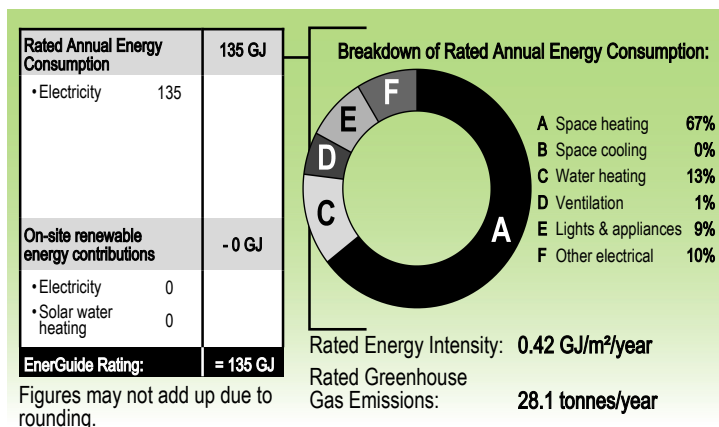 Rated Annual Energy
Consumption
135 GJ
• Electricity 135
On-site renewable
energy contributions
- 0 GJ
• Electricity 0
• Solar water
heating
0
EnerGuide Rating: = 135 GJ
Figures may not add up due to
rounding.
Breakdown of Rated Annual Energy Consumption:
A
C
D
E
F
A Space heating 67%
B Space cooling 0%
C Water heating 13%
D Ventilation 1%
E Lights & appliances 9%
F Other electrical 10%
Rated Energy Intensity: 0.42 GJ/m²/year
Rated Greenhouse
Gas Emissions: 28.1 tonnes/year